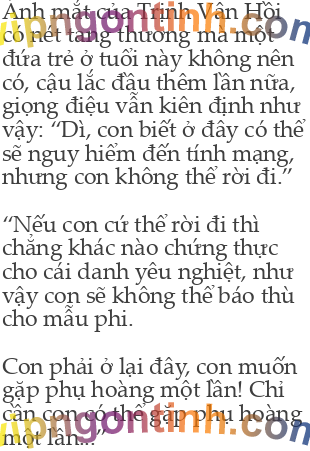 Ánh mắt của Trịnh Vân Hồi
có nét tang thương mà một
đứa trẻ ở tuổi này không nên
có, cậu lắc đầu thêm lần nữa,
giọng điệu vẫn kiên định như
vậy: “Dì, con biết ở đây có thể
sẽ nguy hiểm đến tính mạng,
nhưng con không thể rời đi.”
“Nếu con cứ thể rời đi thì
chẳng khác nào chứng thực
cho cái danh yêu nghiệt, như
vậy con sẽ không thể báo thù
cho mẫu phi.
Con phải ở lại đây, con muốn
gặp phụ hoàng một lần! Chỉ
cần con có thể gặp phụ hoàng
một lần...”
vipngontinh.com
vipngontinh.com